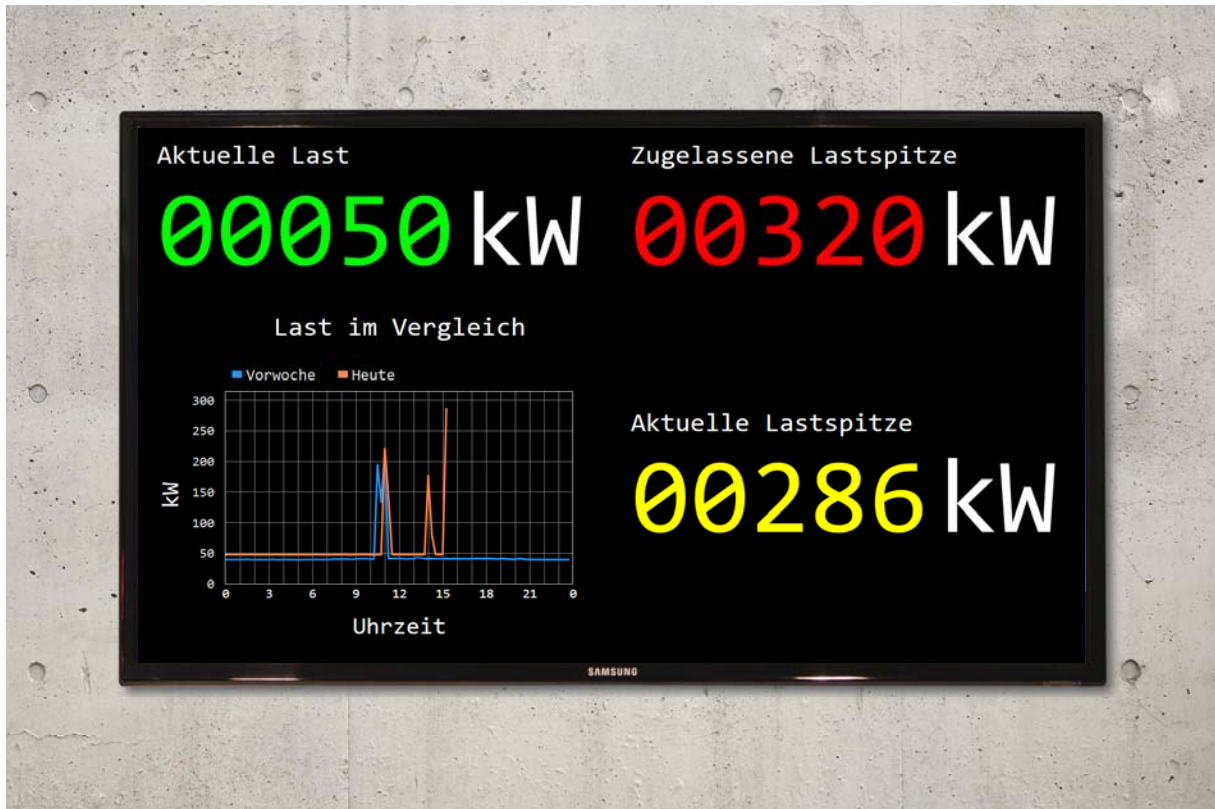 Aktuelle Last
00050 kW
Zugelassene Lastspitze
00320 kW
Last im Vergleich
Vorwoche Heute
300
250
200
150
100
50
0
kW
0 3 6 9 12 15 18 21 0
Uhrzeit
Aktuelle Lastspitze
00286 kW
SAMSUNG